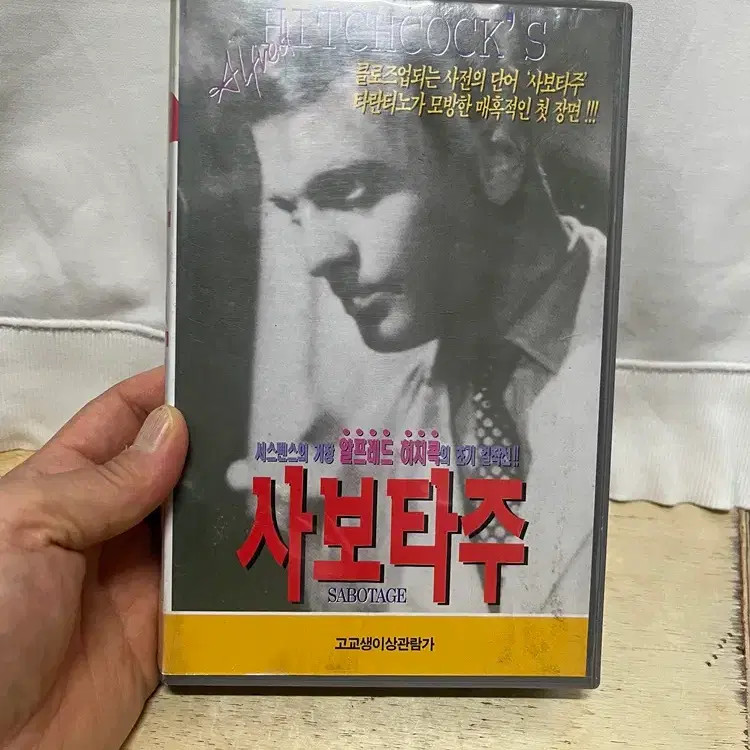 Alfred HITCHCOCK'S
클로즈업되는 사전의 단어 '사보타주'
타란티노가 모방한 매혹적인 첫 장면 !!!
서스펜스의 거장 알프레드 히치콕의 초기 걸작선!!
사보타주
SABOTAGE
고교생이상관람가